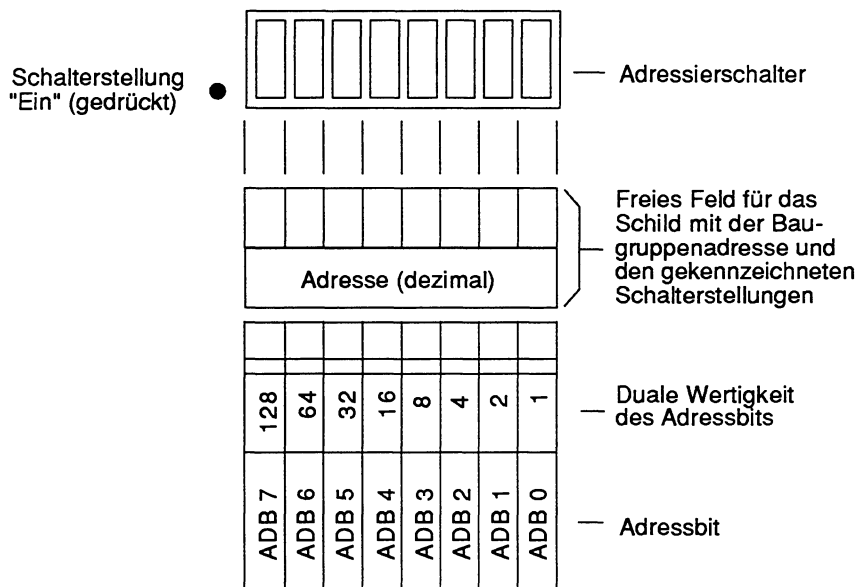 Schalterstellung
"Ein" (gedrückt)
Adressierschalter
Freies Feld für das
Schild mit der Bau-
gruppenadresse und
den gekennzeichneten
Schalterstellungen
Adresse (dezimal)
128 64 32 16 8 4 2 1
Duale Wertigkeit
des Adressbits
ADB 7 ADB 6 ADB 5 ADB 4 ADB 3 ADB 2 ADB 1 ADB 0
Adressbit